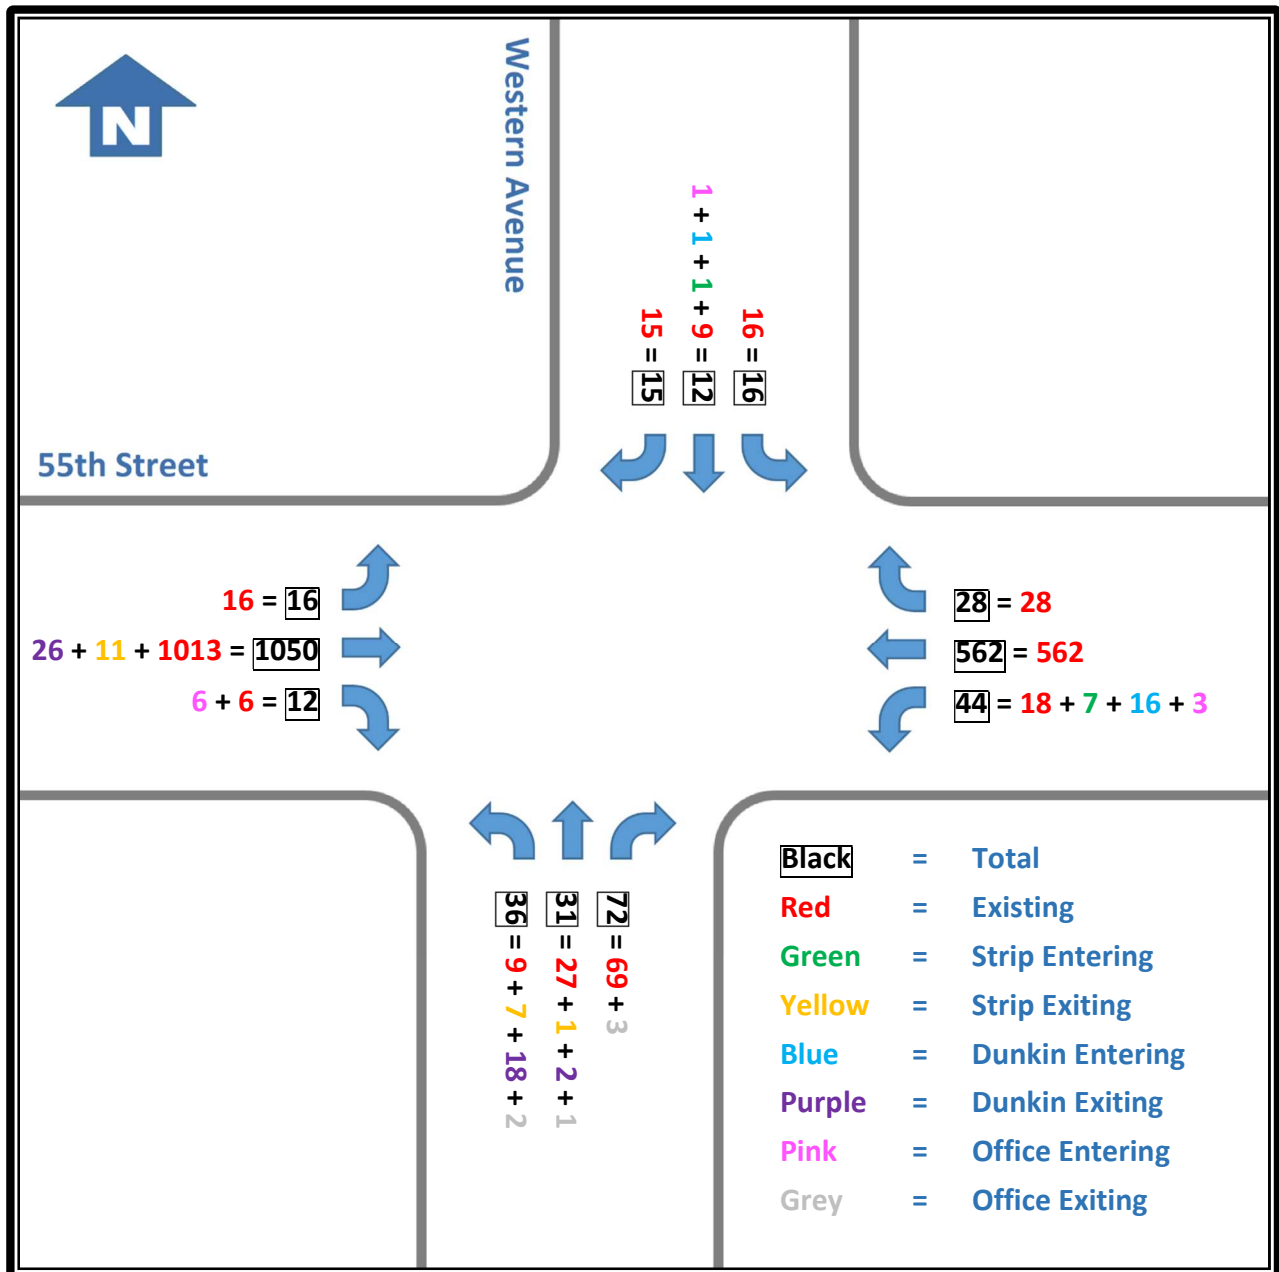 N
Western Avenue
1 + 1 + 1 + 9 = 12
15 = 15
16 = 16
55th Street
16 = 16
26 + 11 + 1013 = 1050
6 + 6 = 12
28 = 28
562 = 562
44 = 18 + 7 + 16 + 3
36 = 9 + 7 + 18 + 2
31 = 27 + 1 + 2 + 1
72 = 69 + 3
Black = Total
Red = Existing
Green = Strip Entering
Yellow = Strip Exiting
Blue = Dunkin Entering
Purple = Dunkin Exiting
Pink = Office Entering
Grey = Office Exiting